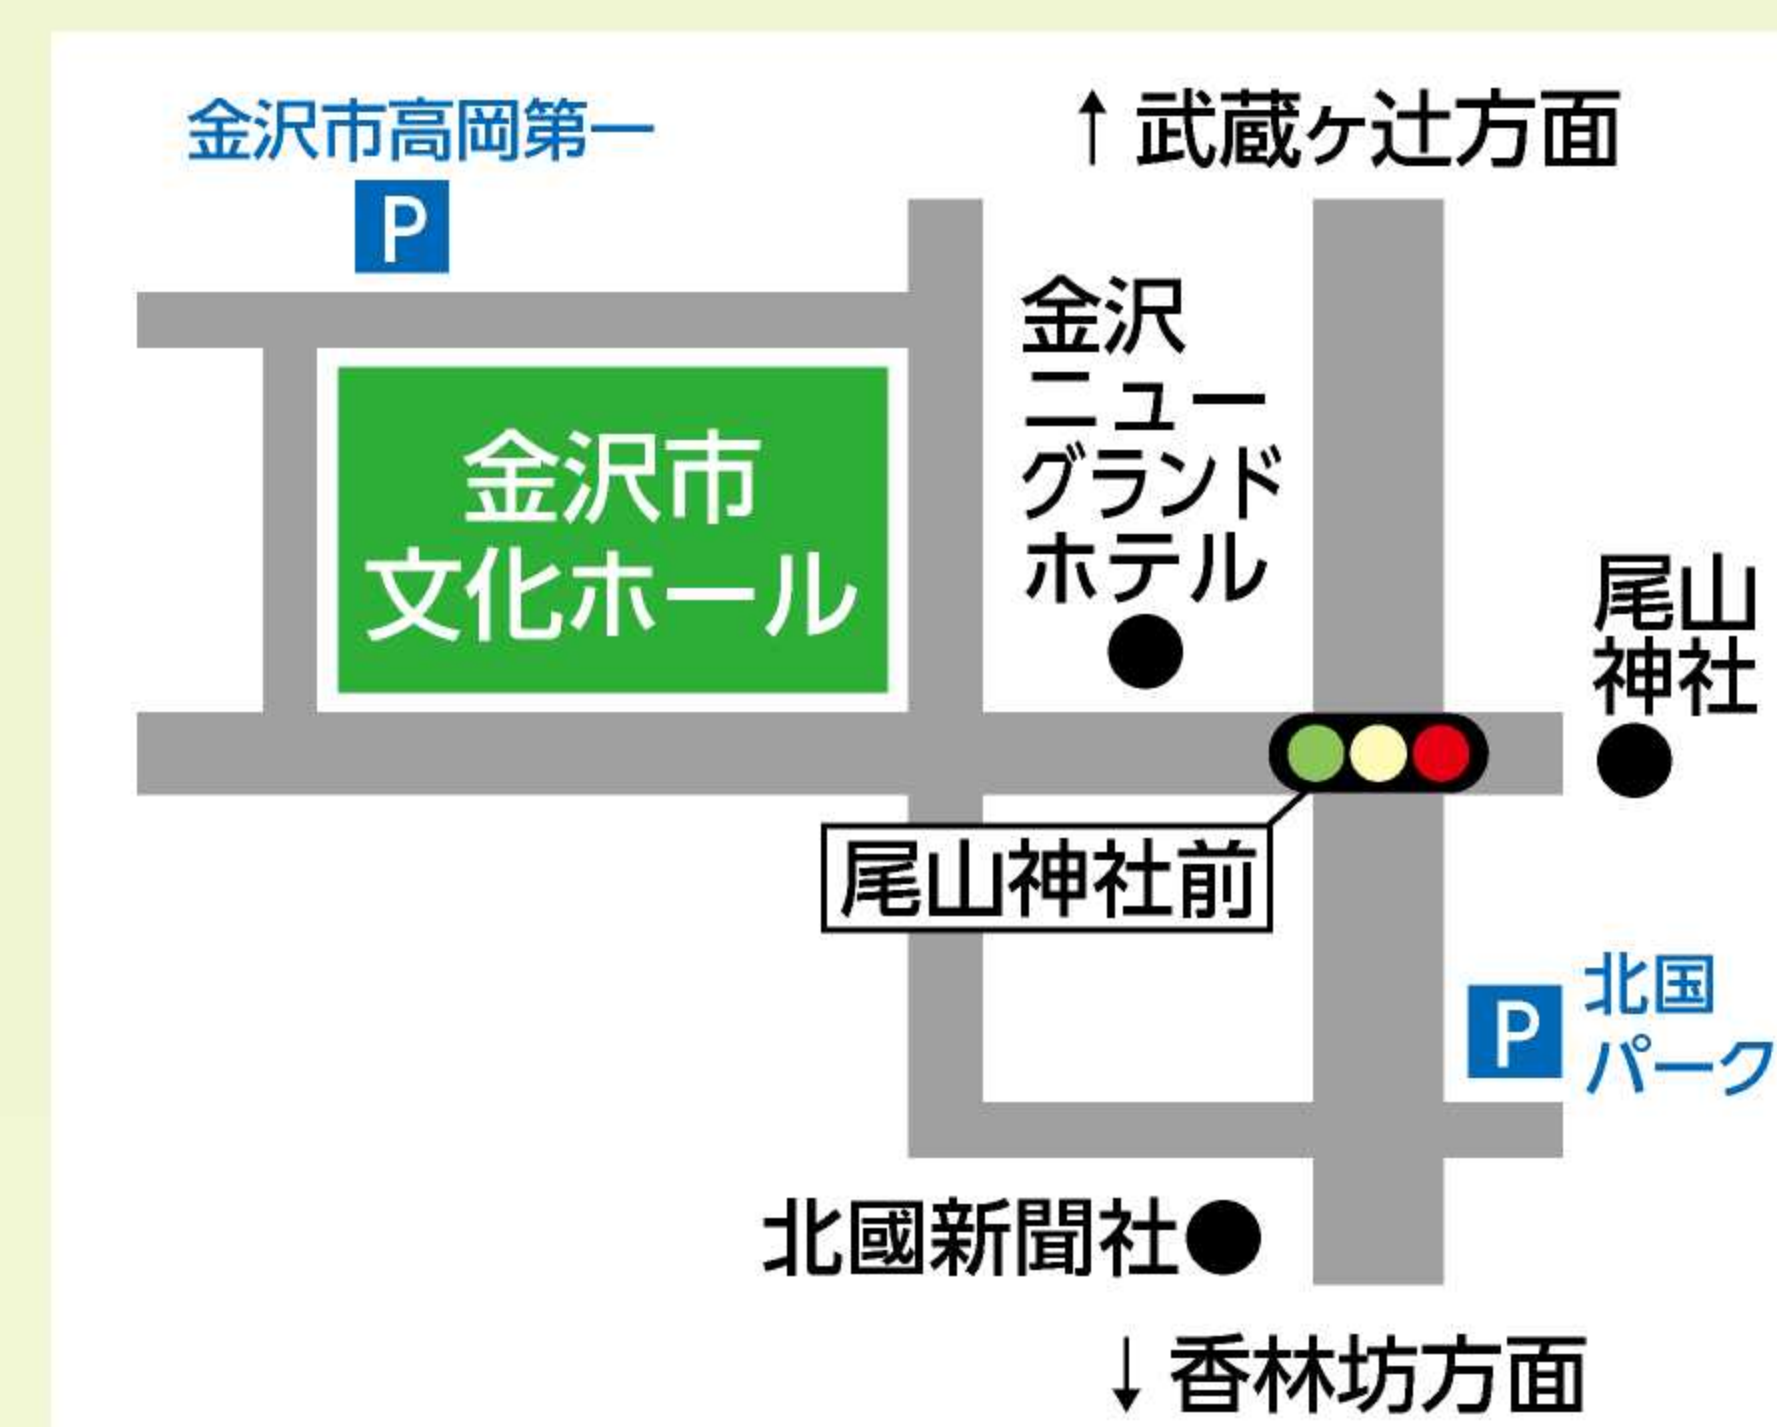 金沢市高岡第一
P
↑武蔵ヶ辻方面
金沢
ニュー
グランド
ホテル
金沢市
文化ホール
尾山
神社
尾山神社前
P
北国
パーク
北國新聞社
↓香林坊方面